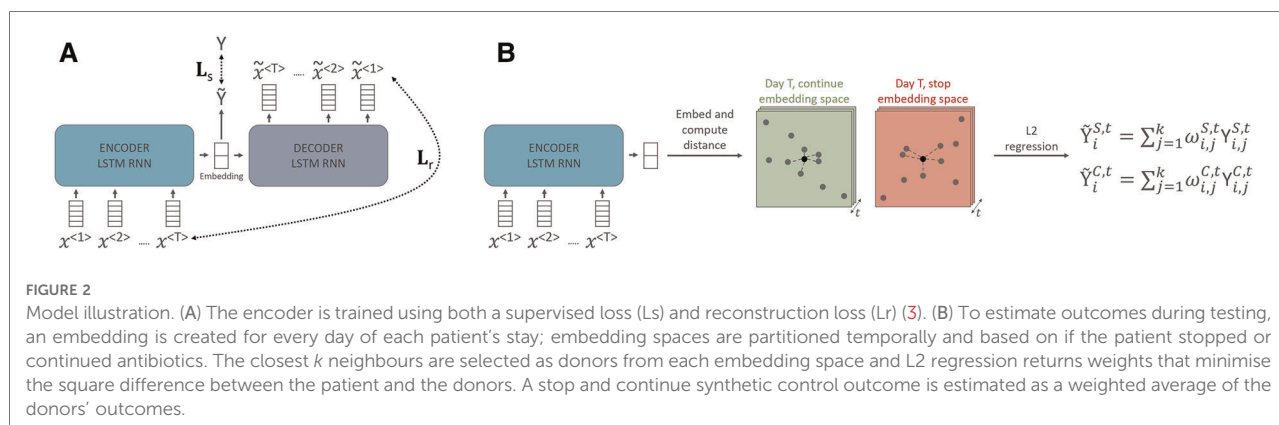 A
Y
L_s
Ỹ
x̃^<T> ..... x̃^<2> x̃^<1>
ENCODER
LSTM RNN
Embedding
DECODER
LSTM RNN
L_r
x^<1> x^<2> ..... x^<T>
B
ENCODER
LSTM RNN
x^<1> x^<2> ..... x^<T>
Embed and
compute
distance
Day T, continue
embedding space
t
Day T, stop
embedding space
t
L2
regression
Ỹ_i^{S,t} = ∑_{j=1}^k ω_{i,j}^{S,t} Y_{i,j}^{S,t}
Ỹ_i^{C,t} = ∑_{j=1}^k ω_{i,j}^{C,t} Y_{i,j}^{C,t}
FIGURE 2
Model illustration. (A) The encoder is trained using both a supervised loss (Ls) and reconstruction loss (Lr) (3). (B) To estimate outcomes during testing,
an embedding is created for every day of each patient's stay; embedding spaces are partitioned temporally and based on if the patient stopped or
continued antibiotics. The closest k neighbours are selected as donors from each embedding space and L2 regression returns weights that minimise
the square difference between the patient and the donors. A stop and continue synthetic control outcome is estimated as a weighted average of the
donors' outcomes.